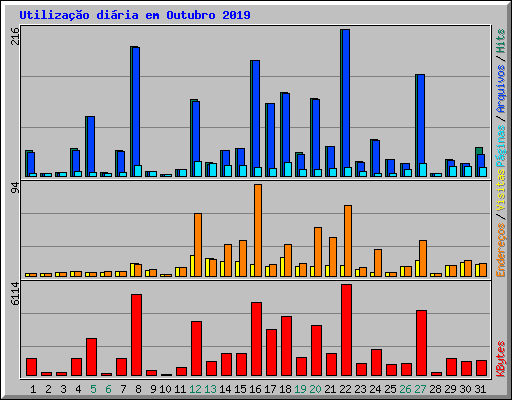 Utilização diária em Outubro 2019
216
94
6114
Endereços / Visitas
Páginas / Arquivos / Hits
KBytes
1 2 3 4 5 6 7 8 9 10 11 12 13 14 15 16 17 18 19 20 21 22 23 24 25 26 27 28 29 30 31